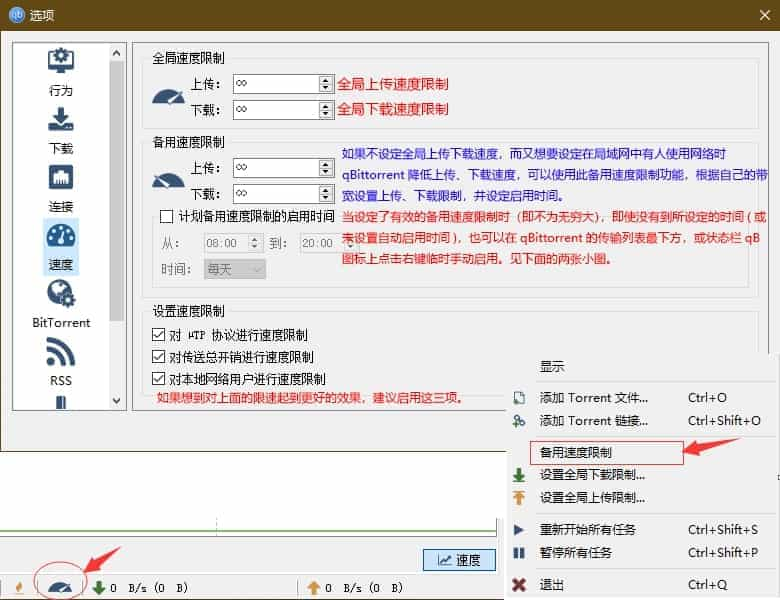 qb 选项
行为
下载
连接
速度
BitTorrent
RSS
全局速度限制
上传： ∞ 全局上传速度限制
下载： ∞ 全局下载速度限制
备用速度限制
上传： ∞
下载： ∞
如果不设定全局上传下载速度，而又想要设定在局域网中有人使用网络时
qBittorrent 降低上传、下载速度，可以使用此备用速度限制功能，根据自己的带
宽设置上传、下载限制，并设定启用时间。
计划备用速度限制的启用时间
从： 08:00 到： 20:00
时间： 每天
当设定了有效的备用速度限制时（即不为无穷大），即使没有到所设定的时间 ( 或
未设置自动启用时间 )，也可以在 qBittorrent 的传输列表最下方，或状态栏 qB
图标上点击右键临时手动启用。见下面的两张小图。
设置速度限制
对 μTP 协议进行速度限制
对传送总开销进行速度限制
对本地网络用户进行速度限制
如果想到对上面的限速起到更好的效果，建议启用这三项。
显示
添加 Torrent 文件... Ctrl+O
添加 Torrent 链接... Ctrl+Shift+O
备用速度限制
设置全局下载限制...
设置全局上传限制...
重新开始所有任务 Ctrl+Shift+S
暂停所有任务 Ctrl+Shift+P
退出 Ctrl+Q
速度
0 B/s (0 B) 0 B/s (0 B)